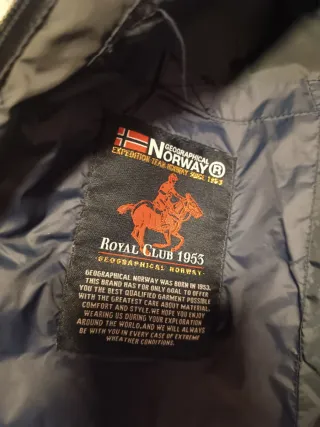 GEOGRAPHICAL
NORWAY®
EXPEDITION TEAM NORWAY SINCE 1953
ROYAL CLUB 1953
GEOGRAPHICAL NORWAY
GEOGRAPHICAL NORWAY WAS BORN IN 1953.
THIS BRAND HAS FOR ONLY GOAL TO OFFER
YOU THE BEST QUALIFIED GARMENT POSSIBLE
WITH THE GREATEST CARE ABOUT MATERIAL,
COMFORT AND STYLE. WE HOPE YOU ENJOY
WEARING US DURING YOUR EXPLORATION
AROUND THE WORLD, AND WE WILL ALWAYS
BE WITH YOU IN EVERY CASE OF EXTREME
WHEATER CONDITIONS.